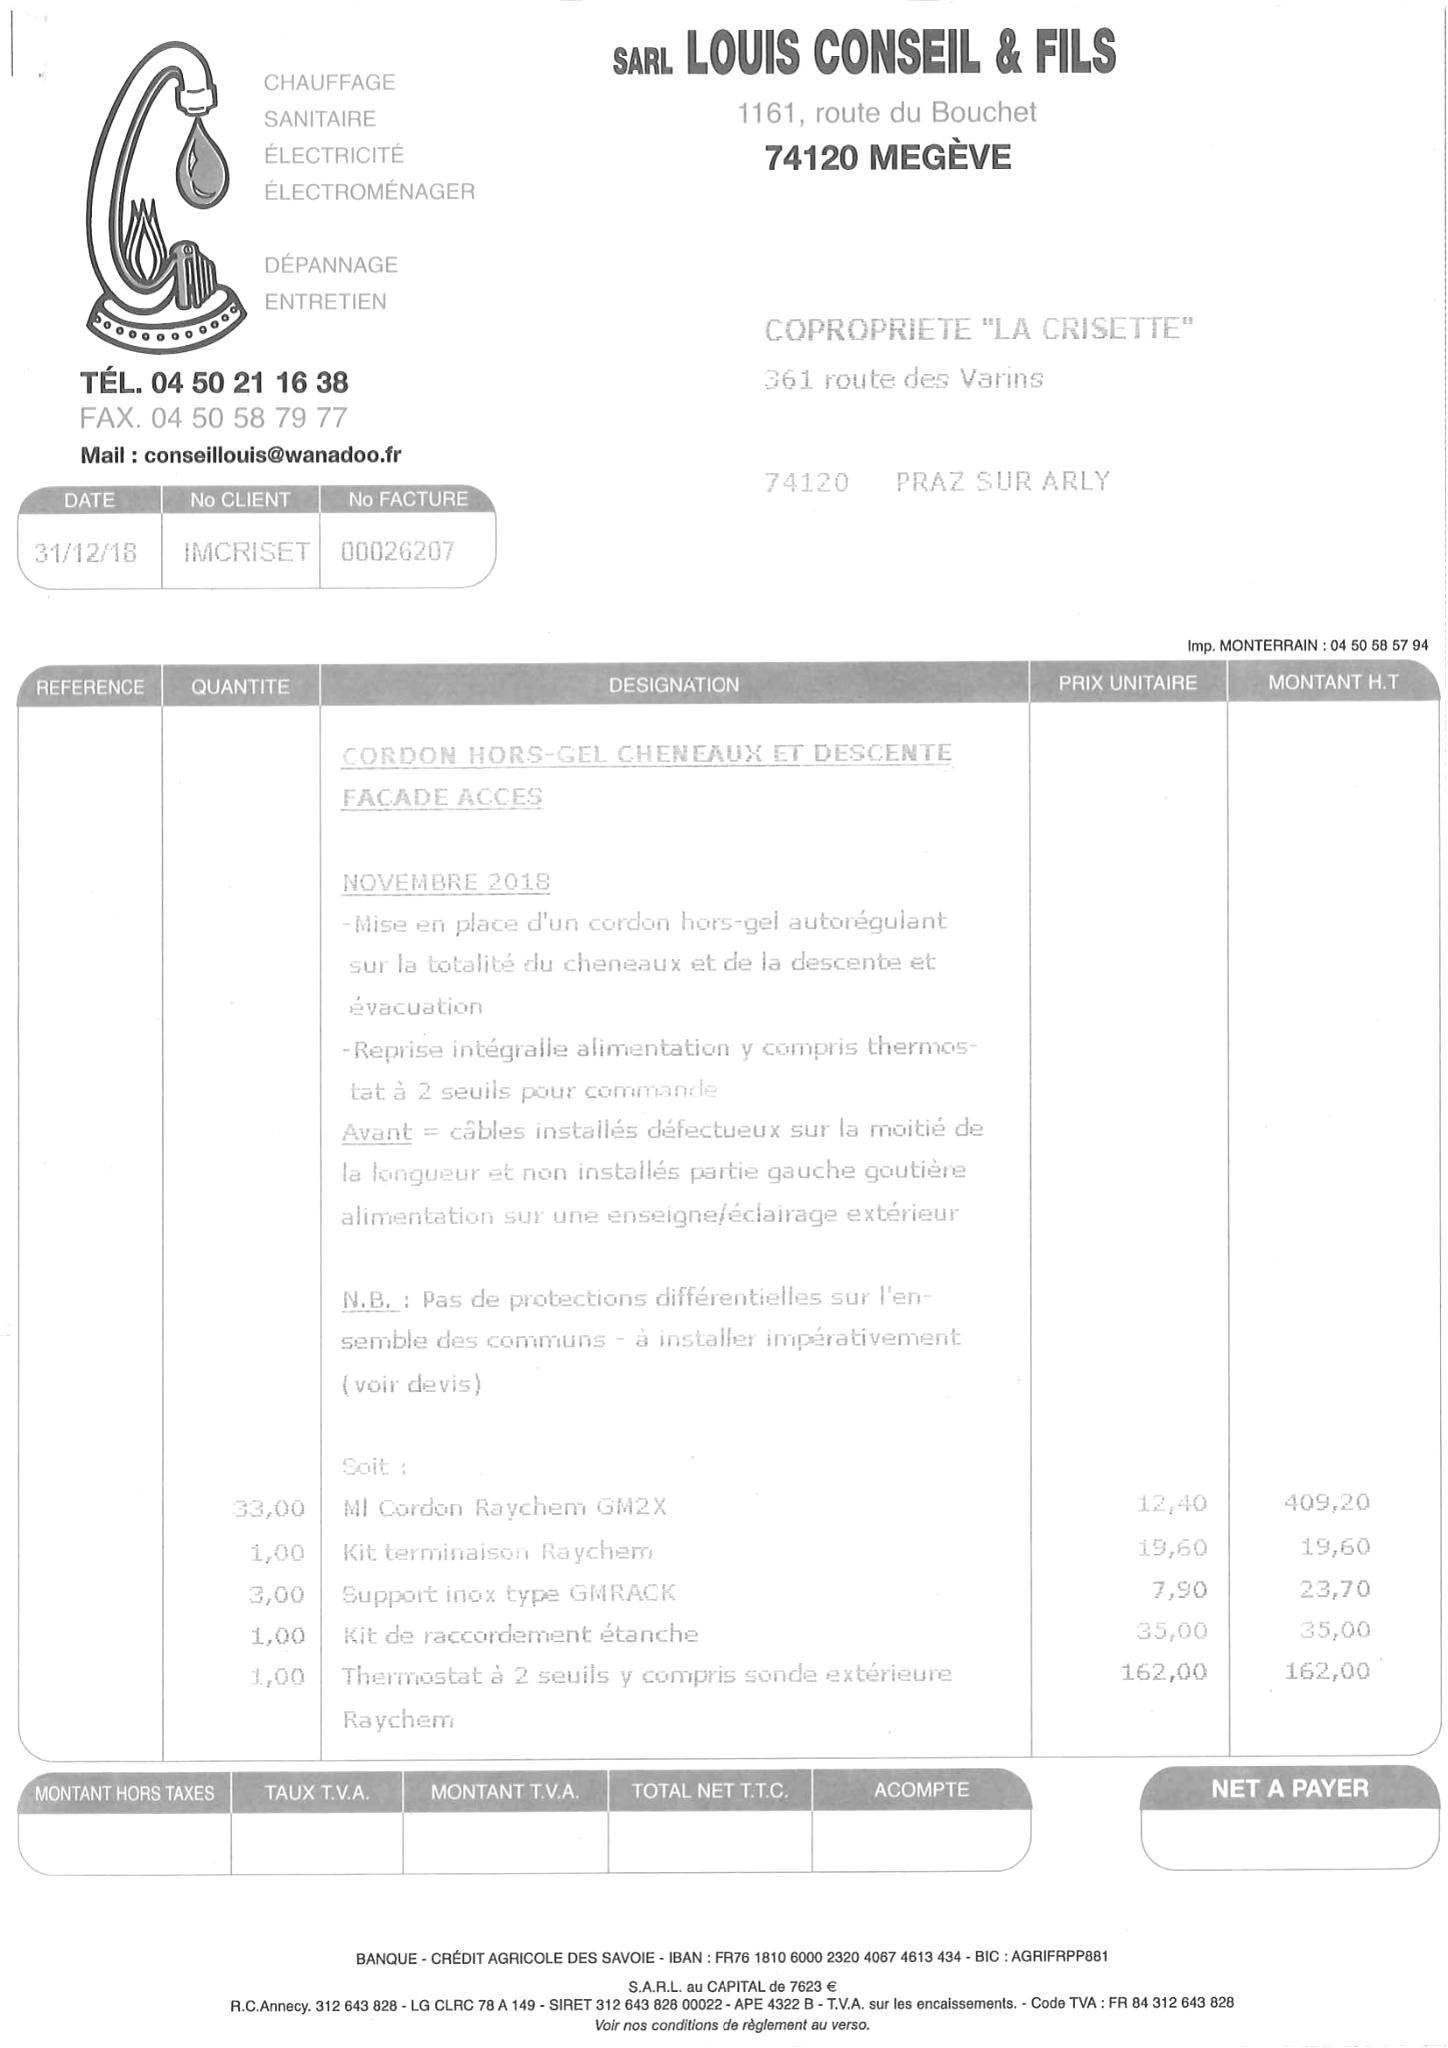 SARL LOUIS CONSEIL & FILS
1161, route du Bouchet
74120 MEGÈVE
CHAUFFAGE
SANITAIRE
ÉLECTRICITÉ
ÉLECTROMÉNAGER
DÉPANNAGE
ENTRETIEN
TÉL. 04 50 21 16 38
FAX. 04 50 58 79 77
Mail : conseillouis@wanadoo.fr
COPROPRIETE "LA CRISETTE"
361 route des Varins
74120 PRAZ SUR ARLY
DATE No CLIENT No FACTURE
31/12/18 IMCRISET 00026207
Imp. MONTERRAIN : 04 50 58 57 94
REFERENCE QUANTITE DESIGNATION PRIX UNITAIRE MONTANT H.T
CORDON HORS-GEL CHENEAUX ET DESCENTE
FACADE ACCES
NOVEMBRE 2018
-Mise en place d'un cordon hors-gel autorégulant
sur la totalité du cheneaux et de la descente et
évacuation
-Reprise intégralle alimentation y compris thermos-
tat à 2 seuils pour commande
Avant = câbles installés défectueux sur la moitié de
la longueur et non installés partie gauche goutière
alimentation sur une enseigne/éclairage extérieur
N.B. : Pas de protections différentielles sur l'en-
semble des communs - à installer impérativement
(voir devis)
Soit :
33,00 Ml Cordon Raychem GM2X 12,40 409,20
1,00 Kit terminaison Raychem 19,60 19,60
3,00 Support inox type GMRACK 7,90 23,70
1,00 Kit de raccordement étanche 35,00 35,00
1,00 Thermostat à 2 seuils y compris sonde extérieure 162,00 162,00
Raychem
MONTANT HORS TAXES TAUX T.V.A. MONTANT T.V.A. TOTAL NET T.T.C. ACOMPTE NET A PAYER
BANQUE - CRÉDIT AGRICOLE DES SAVOIE - IBAN : FR76 1810 6000 2320 4067 4613 434 - BIC : AGRIFRPP881
S.A.R.L. au CAPITAL de 7623 €
R.C.Annecy. 312 643 828 - LG CLRC 78 A 149 - SIRET 312 643 828 00022 - APE 4322 B - T.V.A. sur les encaissements. - Code TVA : FR 84 312 643 828
Voir nos conditions de règlement au verso.